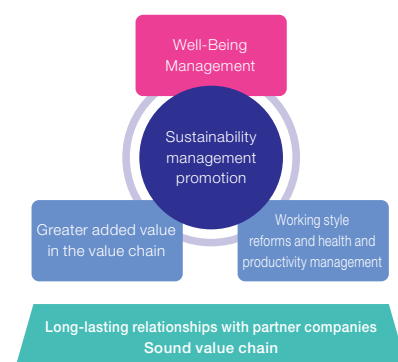 Well-Being
Management
Sustainability
management
promotion
Greater added value
in the value chain
Working style
reforms and health and
productivity management
Long-lasting relationships with partner companies
Sound value chain